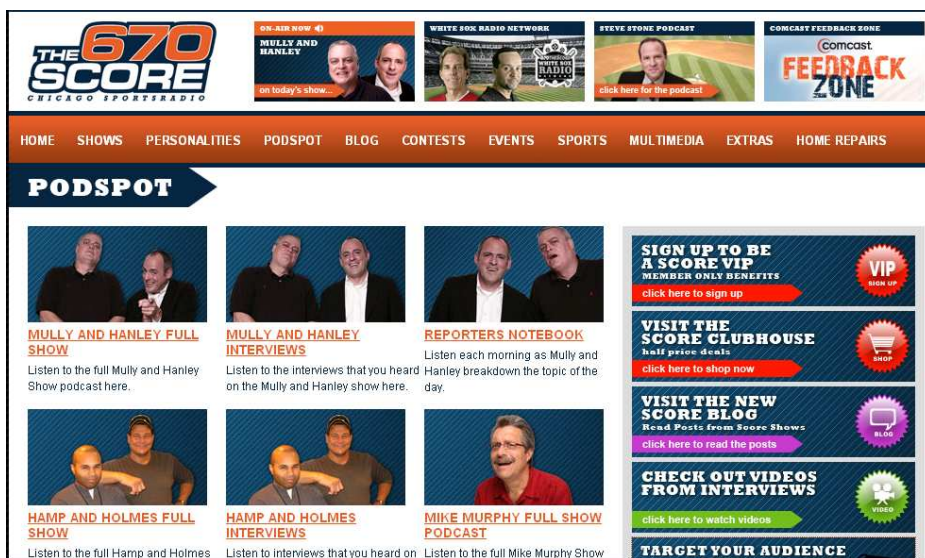 THE 670
SCORE
CHICAGO SPORTSRADIO
ON-AIR NOW
MULLY AND
HANLEY
on today's show...
WHITE SOX RADIO NETWORK
WHITE SOX
RADIO
STEVE STONE PODCAST
click here for the podcast
COMCAST FEEDBACK ZONE
comcast
FEEDBACK
ZONE
HOME SHOWS PERSONALITIES PODSPOT BLOG CONTESTS EVENTS SPORTS MULTIMEDIA EXTRAS HOME REPAIRS
PODSPOT
MULLY AND HANLEY FULL
SHOW
Listen to the full Mully and Hanley
Show podcast here.
MULLY AND HANLEY
INTERVIEWS
Listen to the interviews that you heard
on the Mully and Hanley show here.
REPORTERS NOTEBOOK
Listen each morning as Mully and
Hanley breakdown the topic of the
day.
HAMP AND HOLMES FULL
SHOW
Listen to the full Hamp and Holmes
HAMP AND HOLMES
INTERVIEWS
Listen to interviews that you heard on
MIKE MURPHY FULL SHOW
PODCAST
Listen to the full Mike Murphy Show
SIGN UP TO BE
A SCORE VIP
MEMBER ONLY BENEFITS
click here to sign up
VIP
SIGN UP
VISIT THE
SCORE CLUBHOUSE
half price deals
click here to shop now
SHOP
VISIT THE NEW
SCORE BLOG
Read Posts from Score Shows
click here to read the posts
BLOG
CHECK OUT VIDEOS
FROM INTERVIEWS
click here to watch videos
VIDEO
TARGET YOUR AUDIENCE